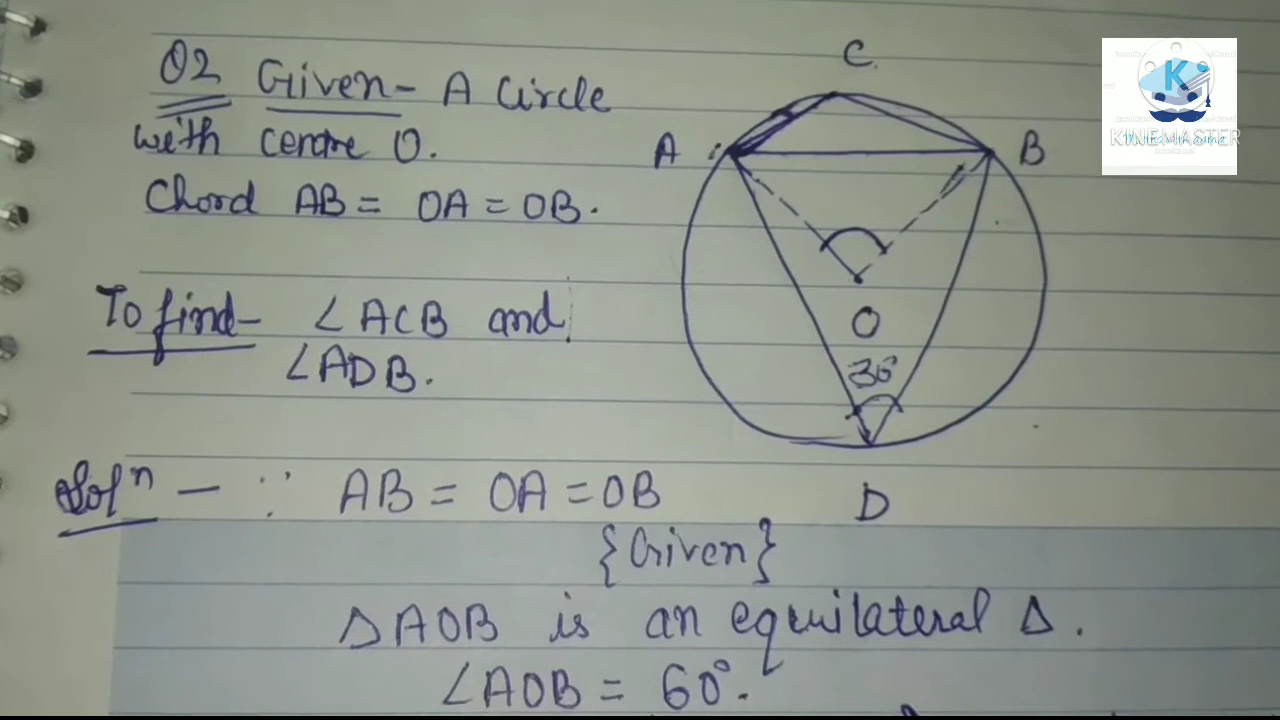 Q2 Given- A Circle
with centre O.
Chord AB = OA = OB.
To find- ∠ACB and
∠ADB.
C
A
B
O
30°
D
K
KINEMASTER
Solⁿ - ∵ AB = OA = OB
{Given}
△AOB is an equilateral △.
∠AOB = 60°.